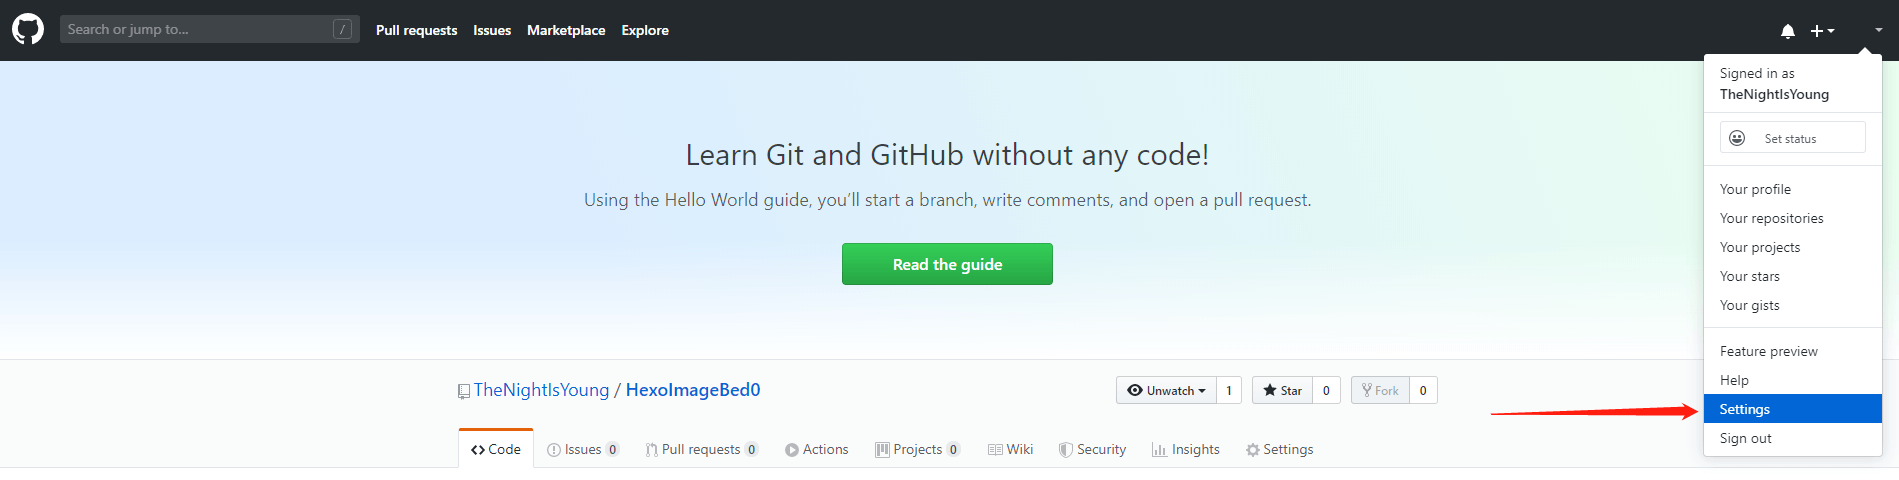 Search or jump to... / Pull requests Issues Marketplace Explore
Signed in as
TheNightIsYoung
Set status
Your profile
Your repositories
Your projects
Your stars
Your gists
Feature preview
Help
Settings
Sign out
Learn Git and GitHub without any code!
Using the Hello World guide, you’ll start a branch, write comments, and open a pull request.
Read the guide
TheNightIsYoung / HexoImageBed0 Unwatch 1 Star 0 Fork 0
Code Issues 0 Pull requests 0 Actions Projects 0 Wiki Security Insights Settings